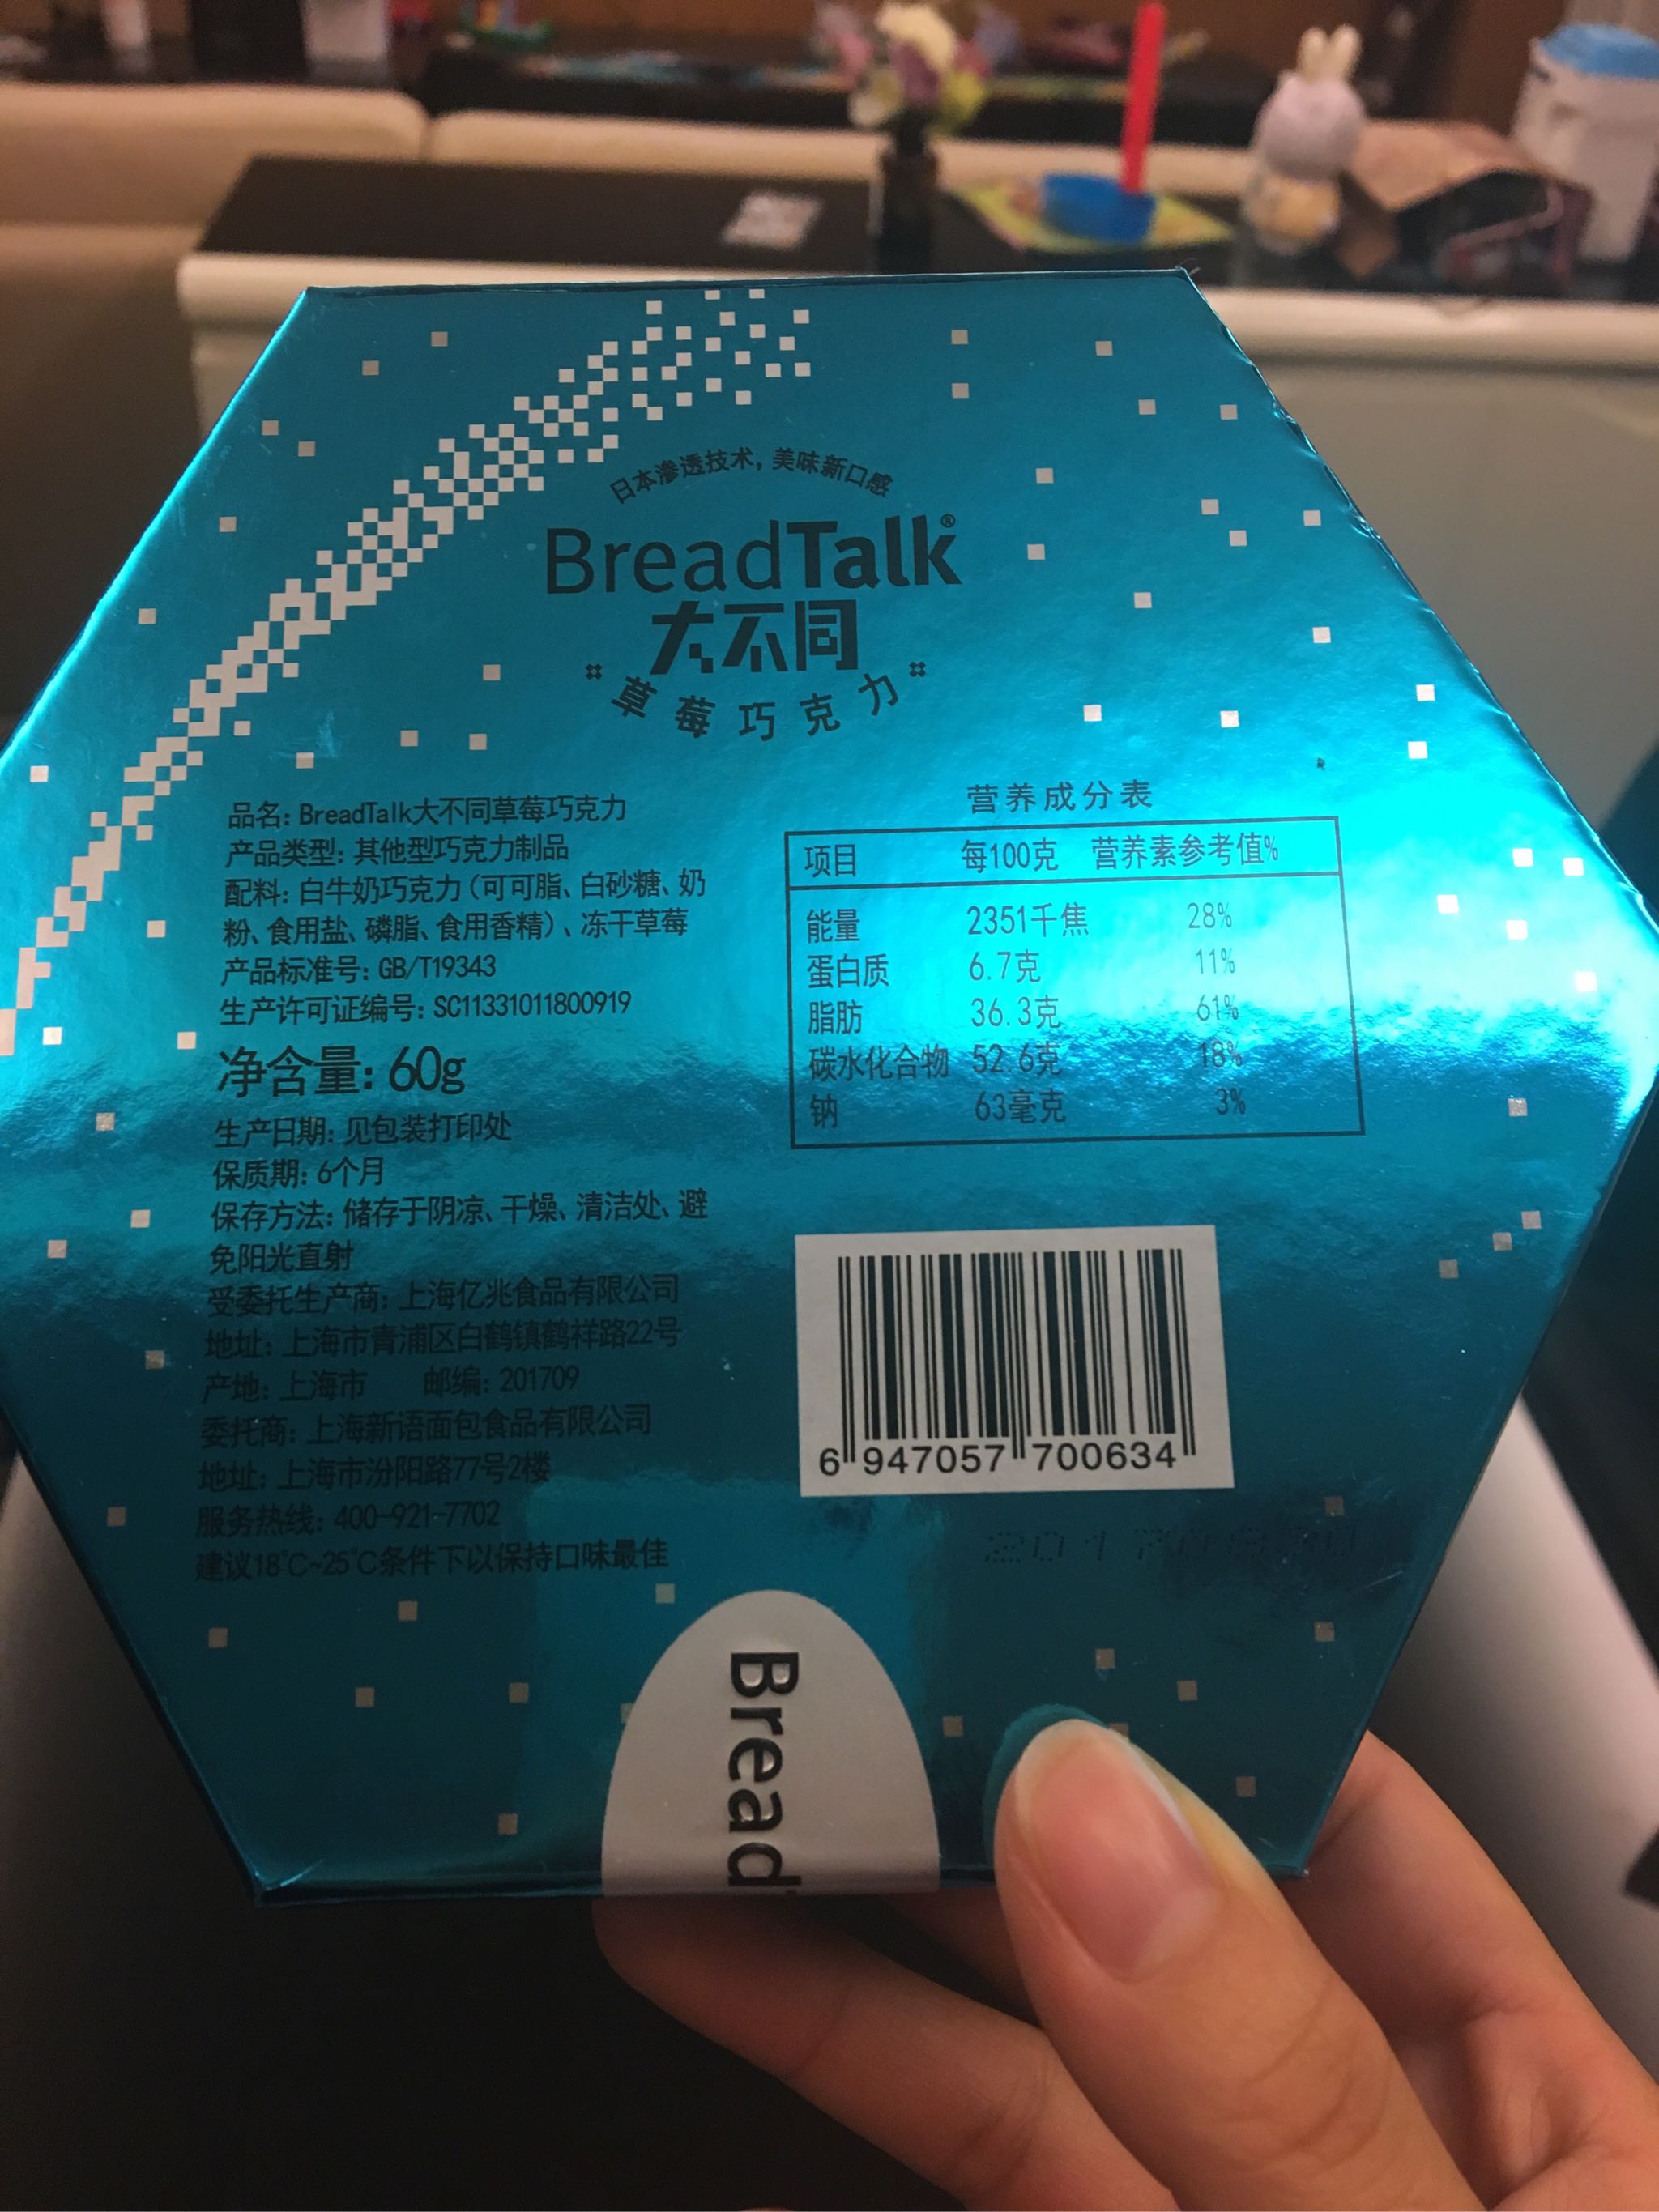 日本渗透技术，美味新口感
BreadTalk®
大不同
草莓巧克力
品名：BreadTalk大不同草莓巧克力
产品类型：其他型巧克力制品
配料：白牛奶巧克力（可可脂、白砂糖、奶
粉、食用盐、磷脂、食用香精）、冻干草莓
产品标准号：GB/T19343
生产许可证编号：SC11331011800919
净含量：60g
生产日期：见包装打印处
保质期：6个月
保存方法：储存于阴凉、干燥、清洁处、避
免阳光直射
受委托生产商：上海亿兆食品有限公司
地址：上海市青浦区白鹤镇鹤祥路22号
产地：上海市 邮编：201709
委托商：上海新语面包食品有限公司
地址：上海市汾阳路77号2楼
服务热线：400-921-7702
建议18℃~25℃条件下以保持口味最佳
营养成分表
项目 每100克 营养素参考值%
能量 2351千焦 28%
蛋白质 6.7克 11%
脂肪 36.3克 61%
碳水化合物 52.6克 18%
钠 63毫克 3%
6 947057 700634
Bread